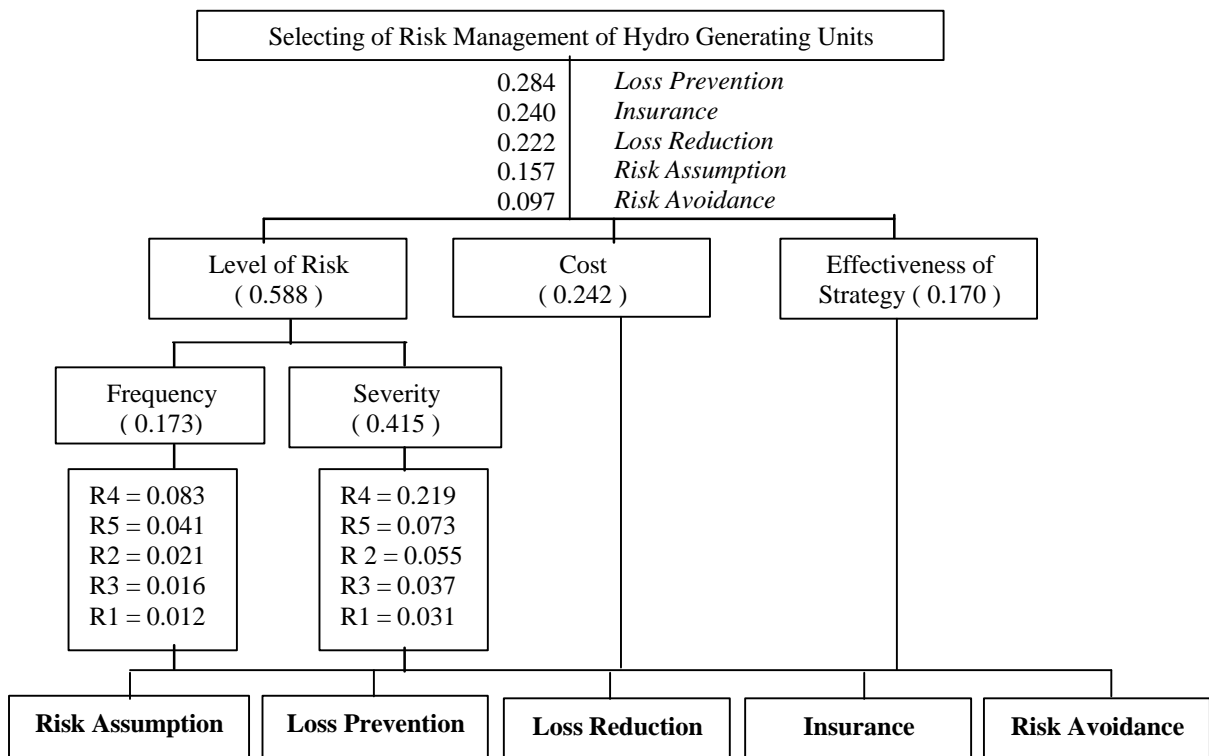 Selecting of Risk Management of Hydro Generating Units
0.284 Loss Prevention
0.240 Insurance
0.222 Loss Reduction
0.157 Risk Assumption
0.097 Risk Avoidance
Level of Risk
( 0.588 )
Cost
( 0.242 )
Effectiveness of
Strategy ( 0.170 )
Frequency
( 0.173)
Severity
( 0.415 )
R4 = 0.083
R5 = 0.041
R2 = 0.021
R3 = 0.016
R1 = 0.012
R4 = 0.219
R5 = 0.073
R 2 = 0.055
R3 = 0.037
R1 = 0.031
Risk Assumption
Loss Prevention
Loss Reduction
Insurance
Risk Avoidance